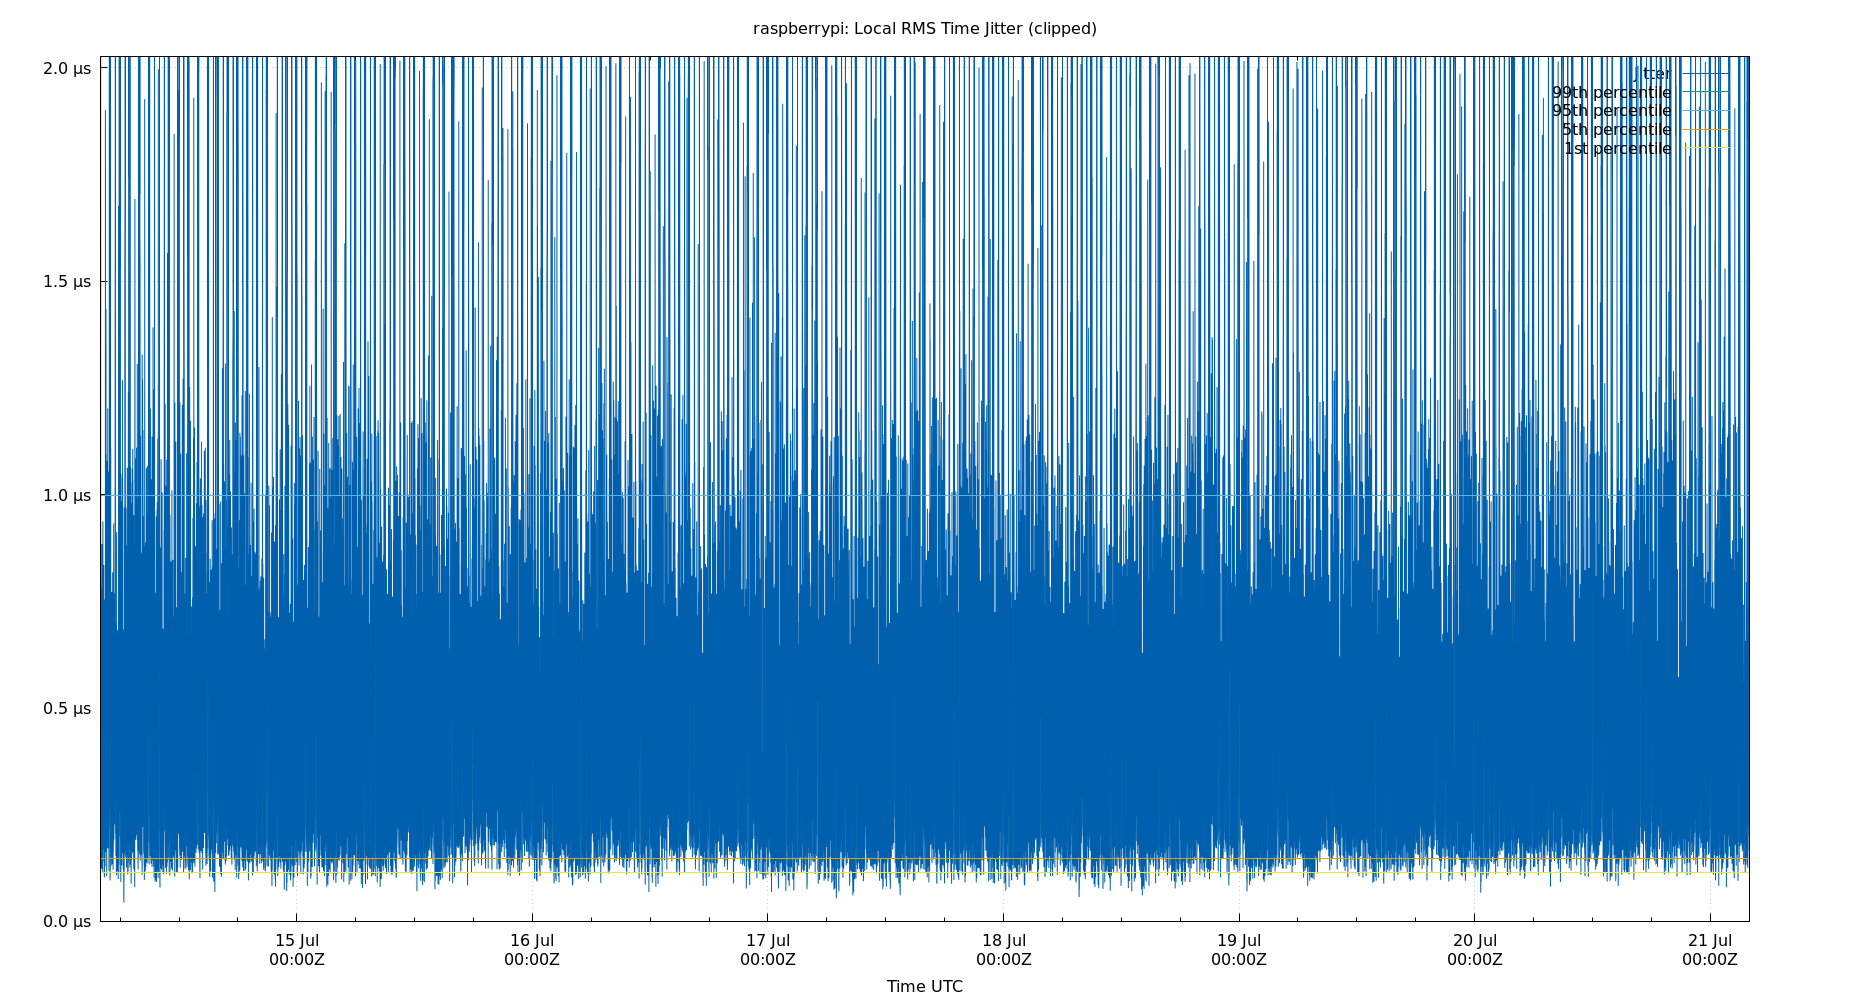 raspberrypi: Local RMS Time Jitter (clipped)
2.0 µs
1.5 µs
1.0 µs
0.5 µs
0.0 µs
Jitter
99th percentile
95th percentile
5th percentile
1st percentile
15 Jul 16 Jul 17 Jul 18 Jul 19 Jul 20 Jul 21 Jul
00:00Z 00:00Z 00:00Z 00:00Z 00:00Z 00:00Z 00:00Z
Time UTC